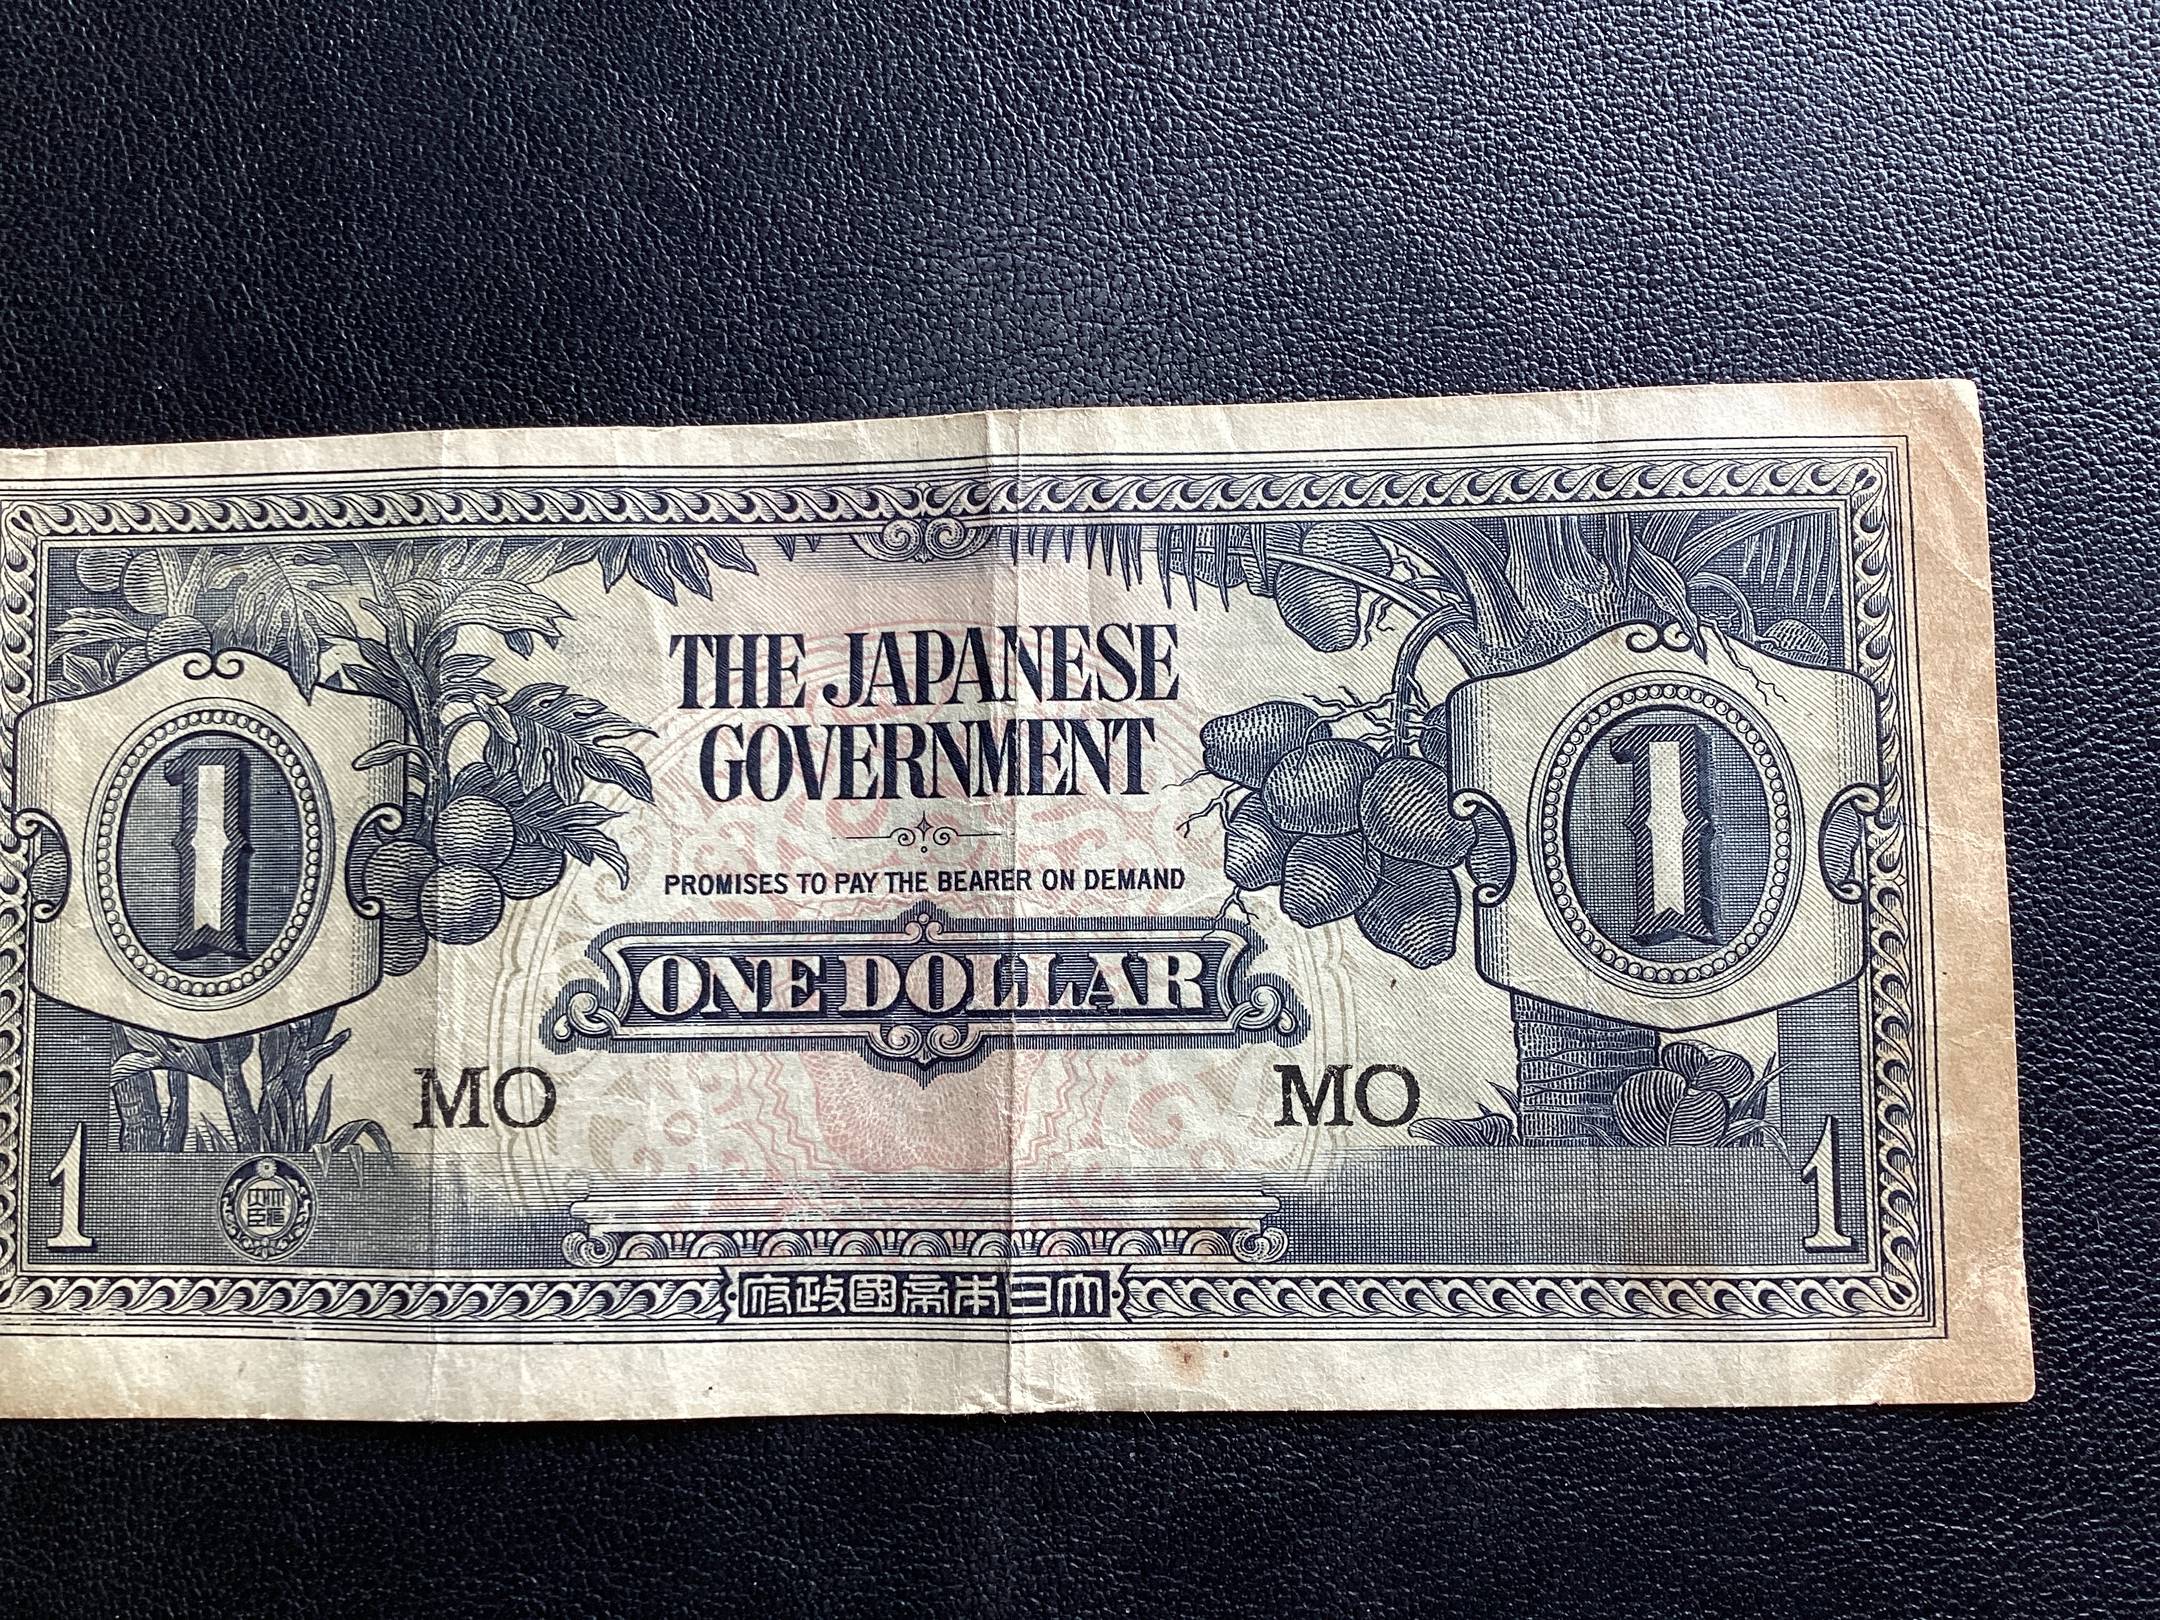 THE JAPANESE
GOVERNMENT
PROMISES TO PAY THE BEARER ON DEMAND
ONE DOLLAR
1 1
MO MO
1 1
府政國帝本日大